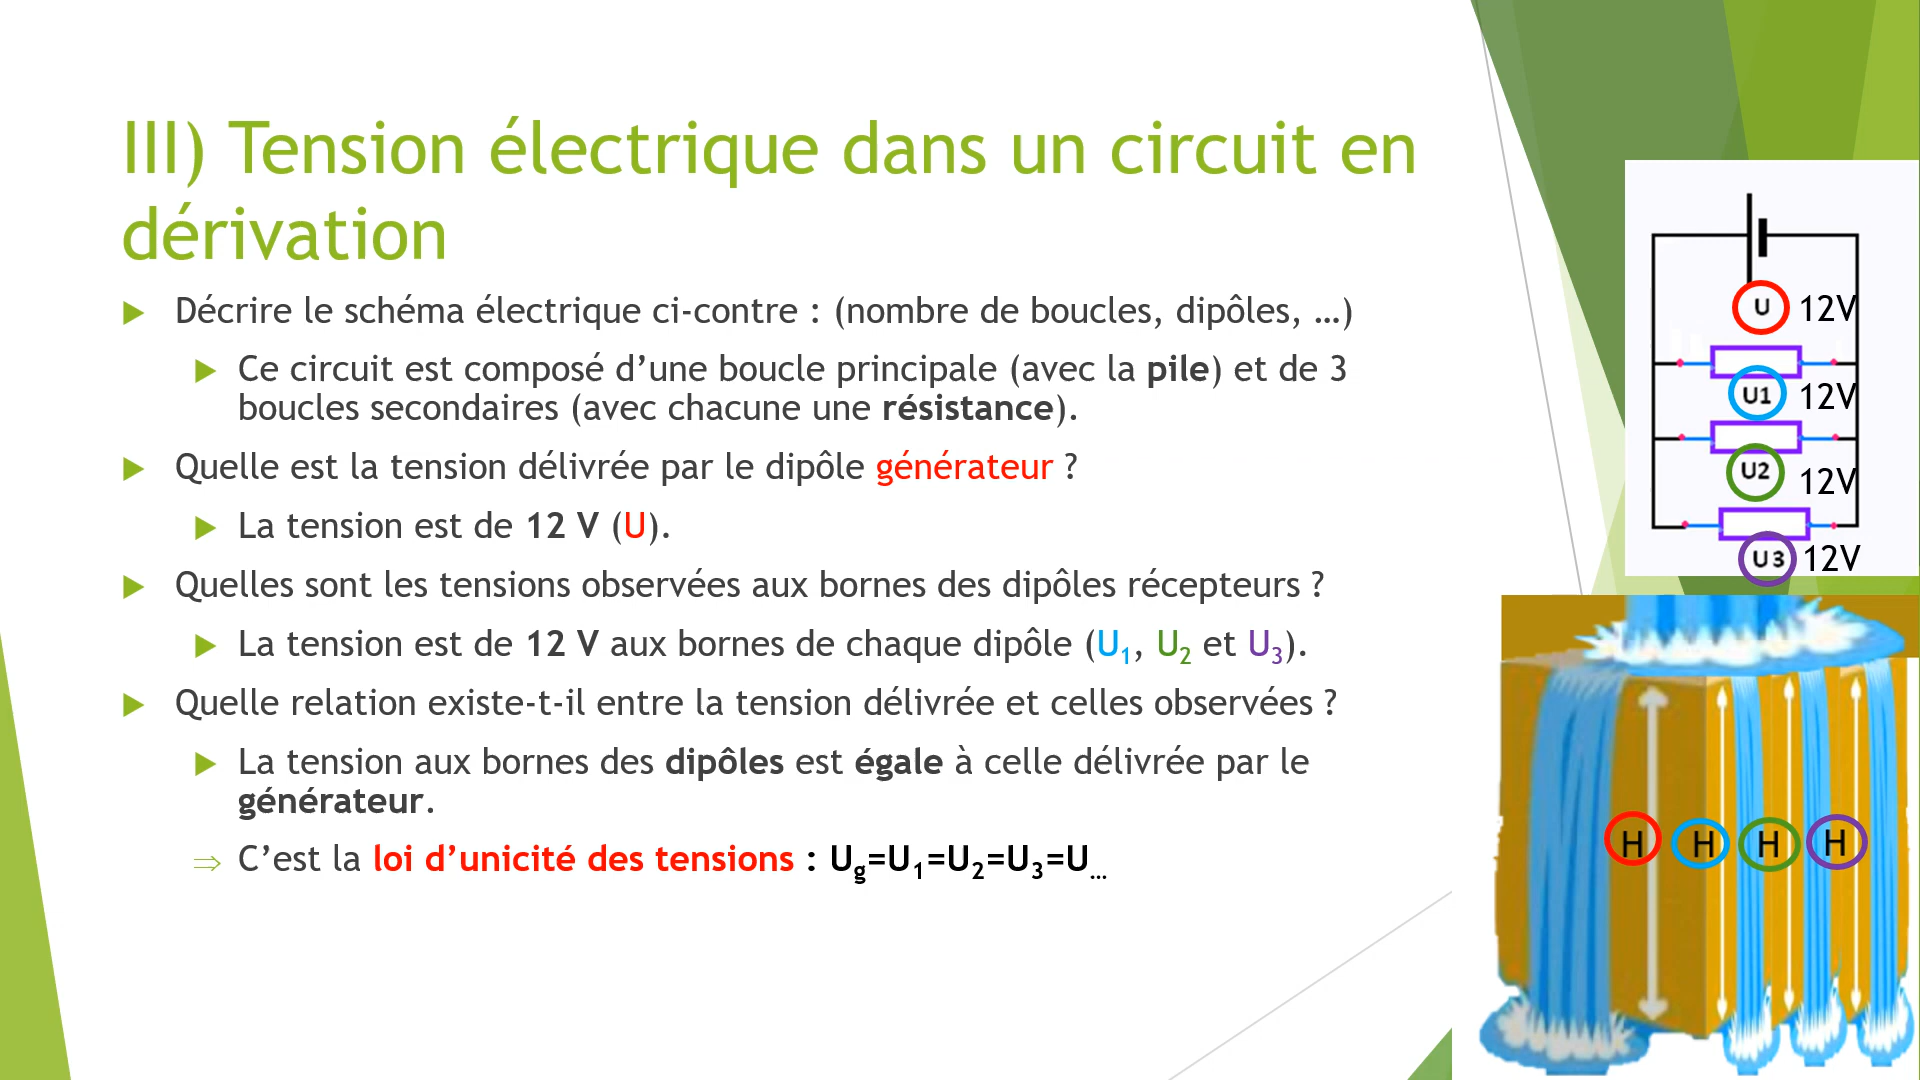 III) Tension électrique dans un circuit en
dérivation
Décrire le schéma électrique ci-contre : (nombre de boucles, dipôles, …)
Ce circuit est composé d’une boucle principale (avec la pile) et de 3
boucles secondaires (avec chacune une résistance).
Quelle est la tension délivrée par le dipôle générateur ?
La tension est de 12 V (U).
Quelles sont les tensions observées aux bornes des dipôles récepteurs ?
La tension est de 12 V aux bornes de chaque dipôle (U1, U2 et U3).
Quelle relation existe-t-il entre la tension délivrée et celles observées ?
La tension aux bornes des dipôles est égale à celle délivrée par le
générateur.
⇒ C’est la loi d’unicité des tensions : Ug=U1=U2=U3=U…
U 12V
U1 12V
U2 12V
U3 12V
H H H H